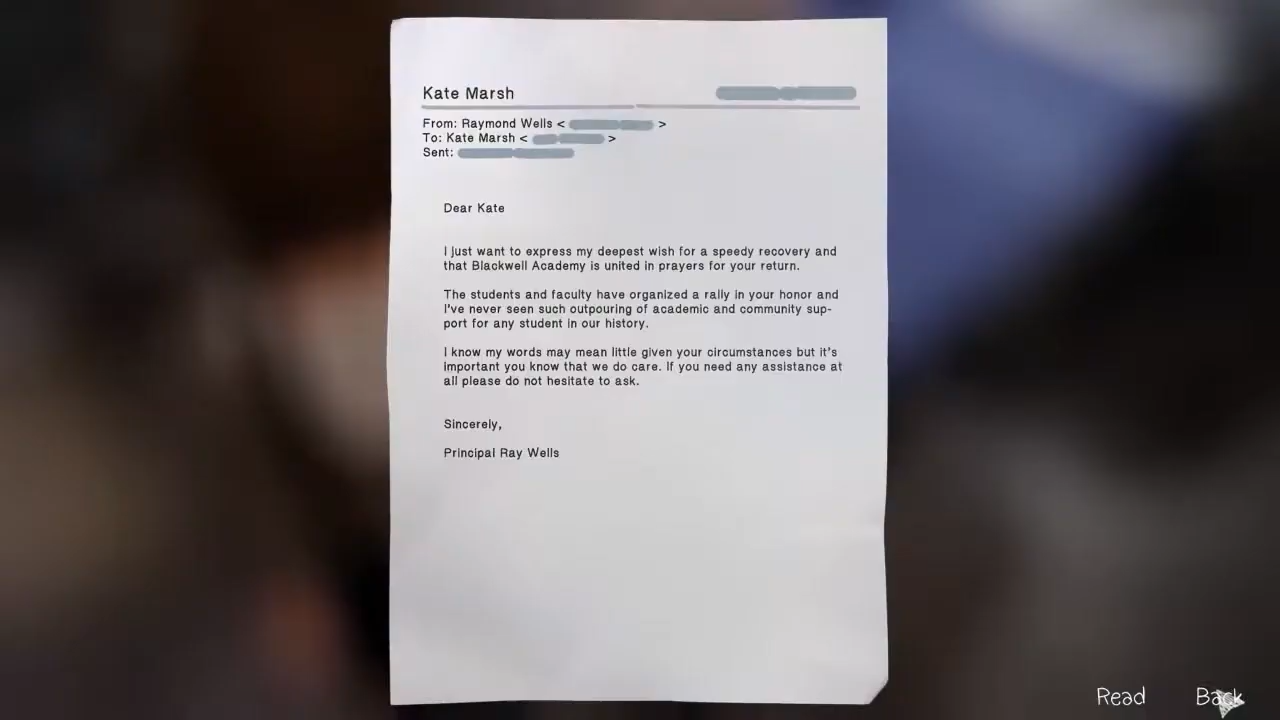 Kate Marsh
From: Raymond Wells < >
To: Kate Marsh < >
Sent:
Dear Kate
I just want to express my deepest wish for a speedy recovery and
that Blackwell Academy is united in prayers for your return.
The students and faculty have organized a rally in your honor and
I've never seen such outpouring of academic and community sup-
port for any student in our history.
I know my words may mean little given your circumstances but it's
important you know that we do care. If you need any assistance at
all please do not hesitate to ask.
Sincerely,
Principal Ray Wells
Read Back